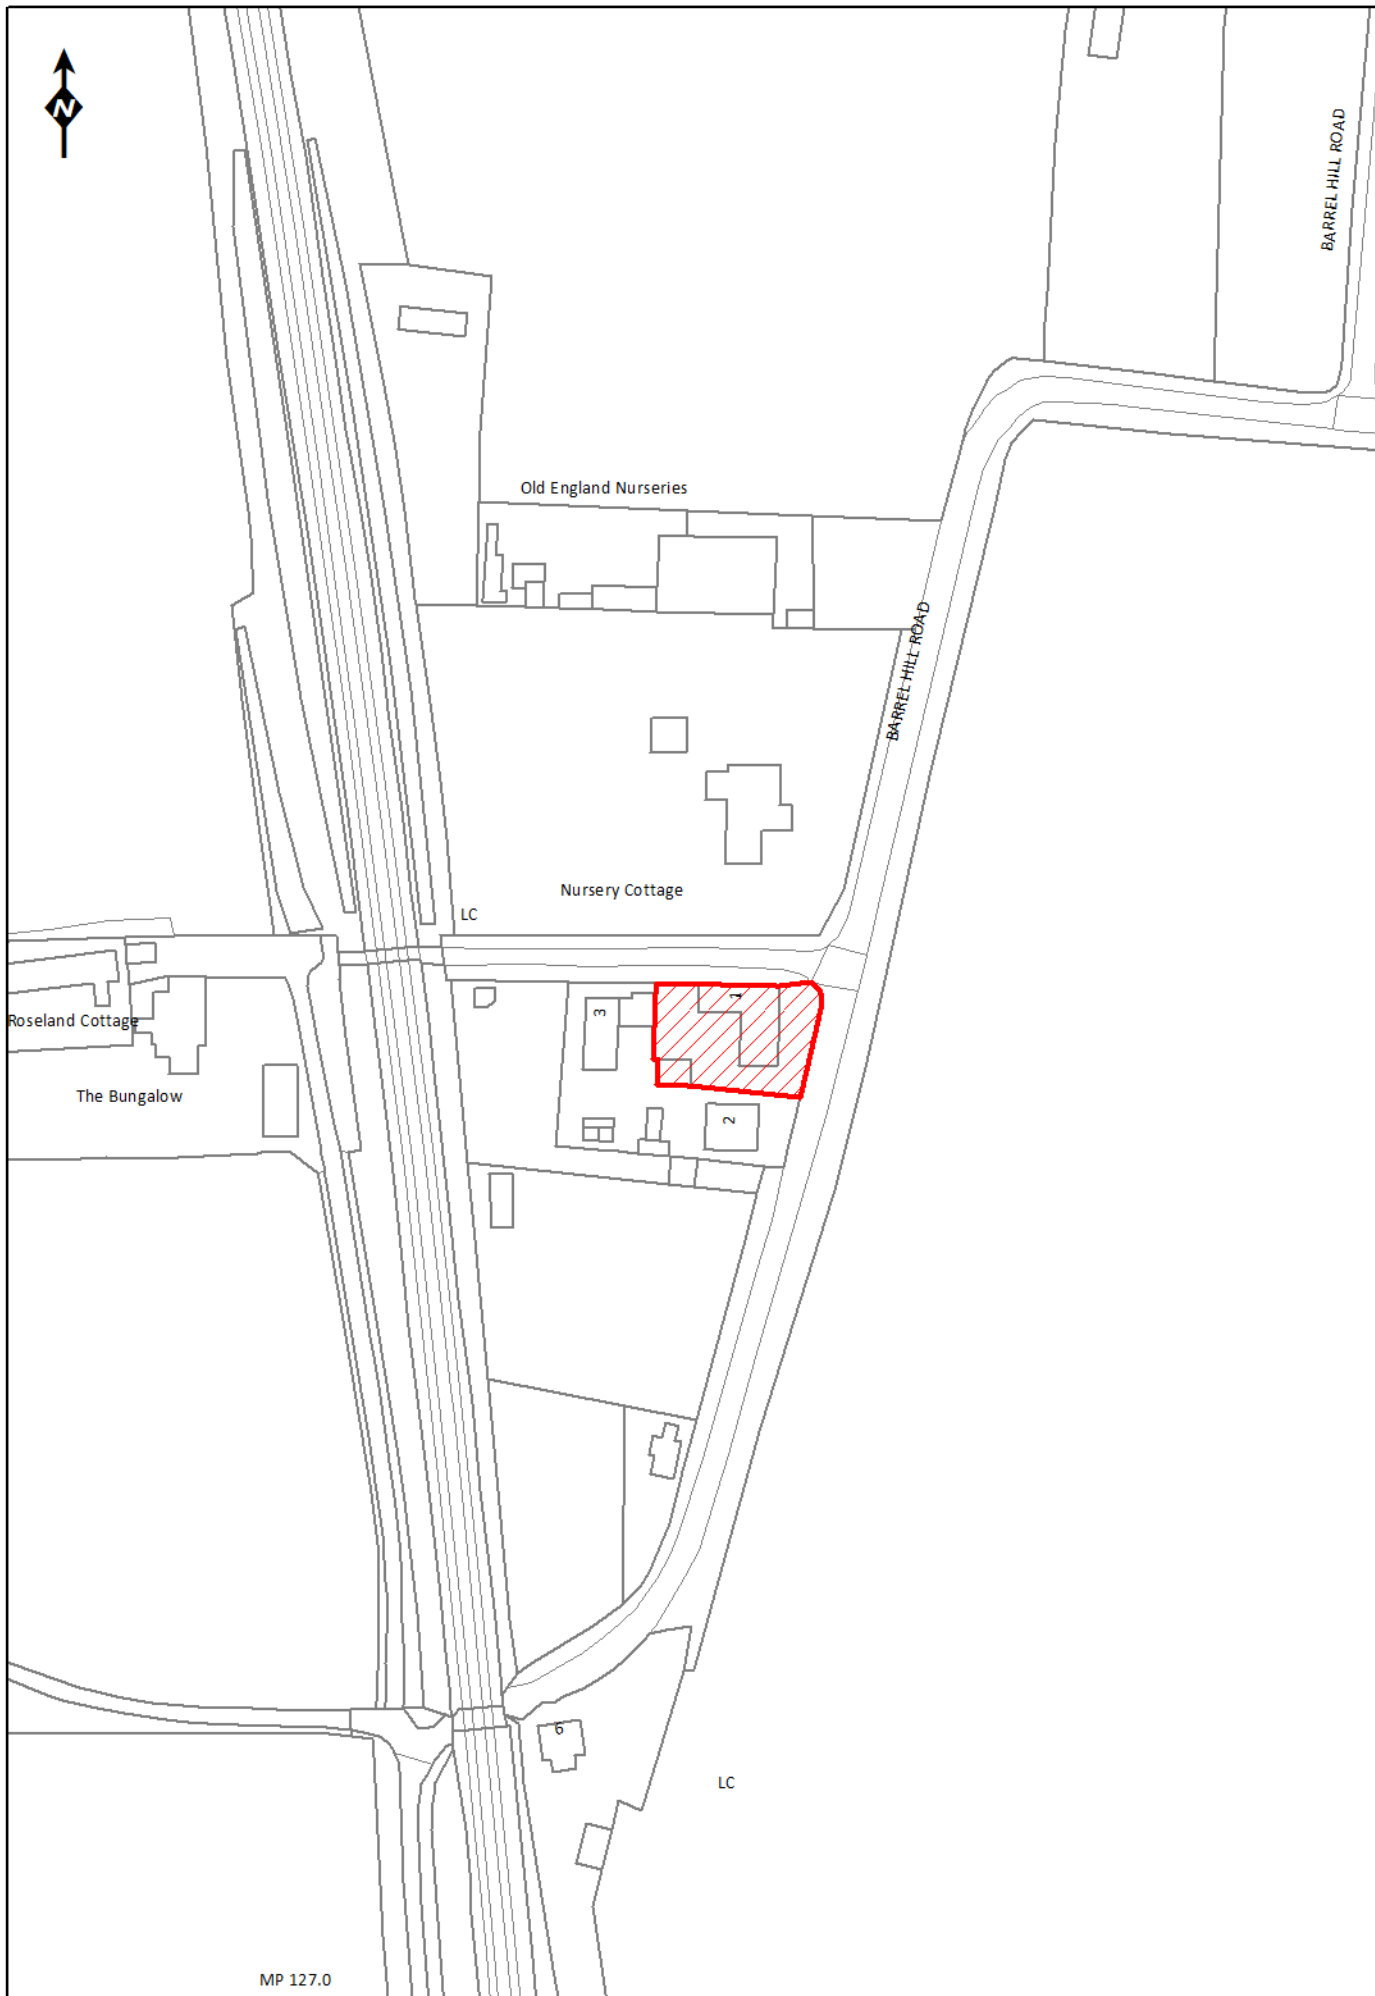 N
BARREL HILL ROAD
Old England Nurseries
BARREL HILL ROAD
Nursery Cottage
LC
1
3
Roseland Cottage
The Bungalow
2
6
LC
MP 127.0